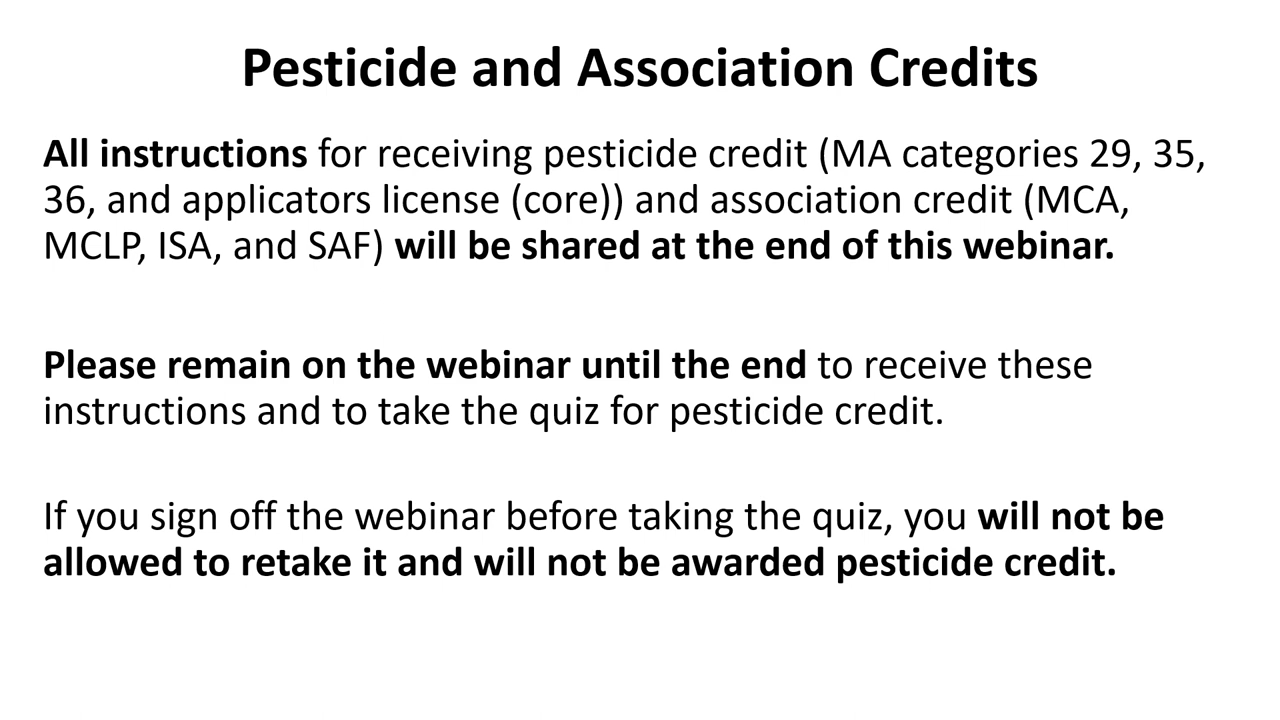 Pesticide and Association Credits
All instructions for receiving pesticide credit (MA categories 29, 35,
36, and applicators license (core)) and association credit (MCA,
MCLP, ISA, and SAF) will be shared at the end of this webinar.
Please remain on the webinar until the end to receive these
instructions and to take the quiz for pesticide credit.
If you sign off the webinar before taking the quiz, you will not be
allowed to retake it and will not be awarded pesticide credit.